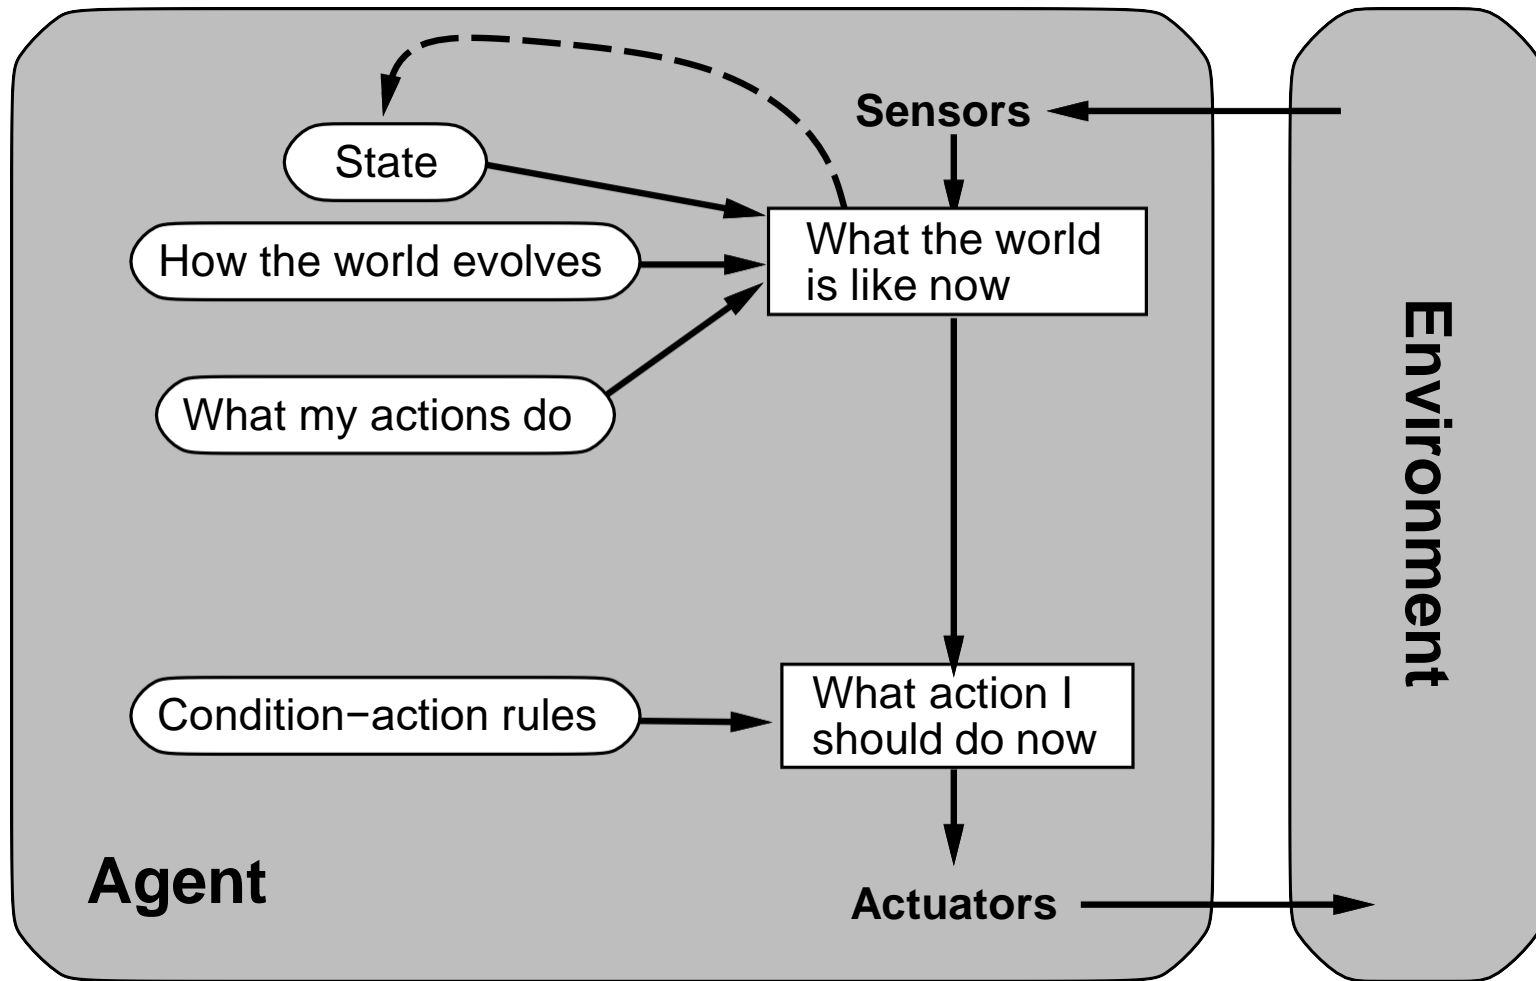 Sensors
State
What the world
is like now
How the world evolves
What my actions do
Environment
Condition−action rules
What action I
should do now
Agent
Actuators